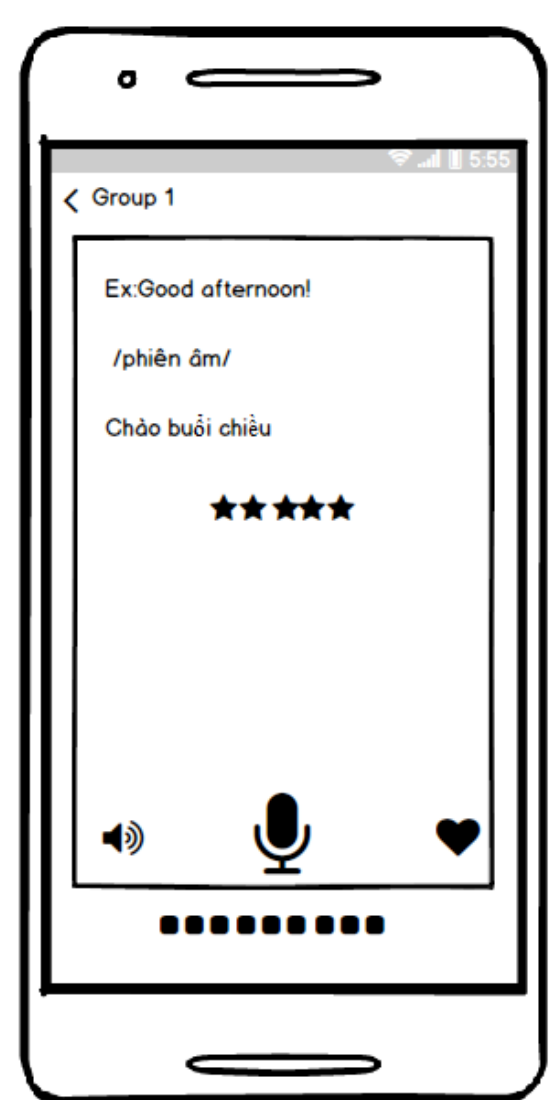 5:55
Group 1
Ex:Good afternoon!
/phiên âm/
Chào buổi chiều